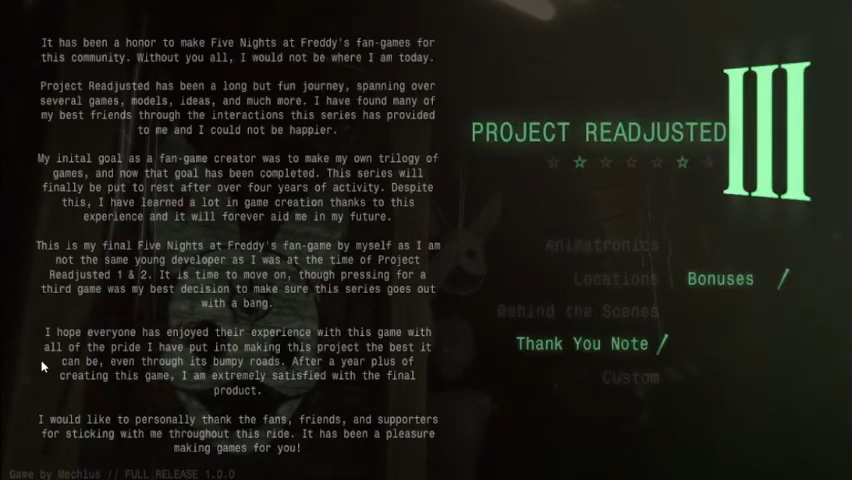 It has been a honor to make Five Nights at Freddy's fan-games for
this community. Without you all, I would not be where I am today.
Project Readjusted has been a long but fun journey, spanning over
several games, models, ideas, and much more. I have found many of
my best friends through the interactions this series has provided
to me and I could not be happier.
My inital goal as a fan-game creator was to make my own trilogy of
games, and now that goal has been completed. This series will
finally be put to rest after over four years of activity. Despite
this, I have learned a lot in game creation thanks to this
experience and it will forever aid me in my future.
This is my final Five Nights at Freddy's fan-game by myself as I am
not the same young developer as I was at the time of Project
Readjusted 1 & 2. It is time to move on, though pressing for a
third game was my best decision to make sure this series goes out
with a bang.
I hope everyone has enjoyed their experience with this game with
all of the pride I have put into making this project the best it
can be, even through its bumpy roads. After a year plus of
creating this game, I am extremely satisfied with the final
product.
I would like to personally thank the fans, friends, and supporters
for sticking with me throughout this ride. It has been a pleasure
making games for you!
Game by Mechlus // FULL RELEASE 1.0.0
PROJECT READJUSTED III
Animatronics
Locations
Bonuses /
Behind the Scenes
Thank You Note /
Custom